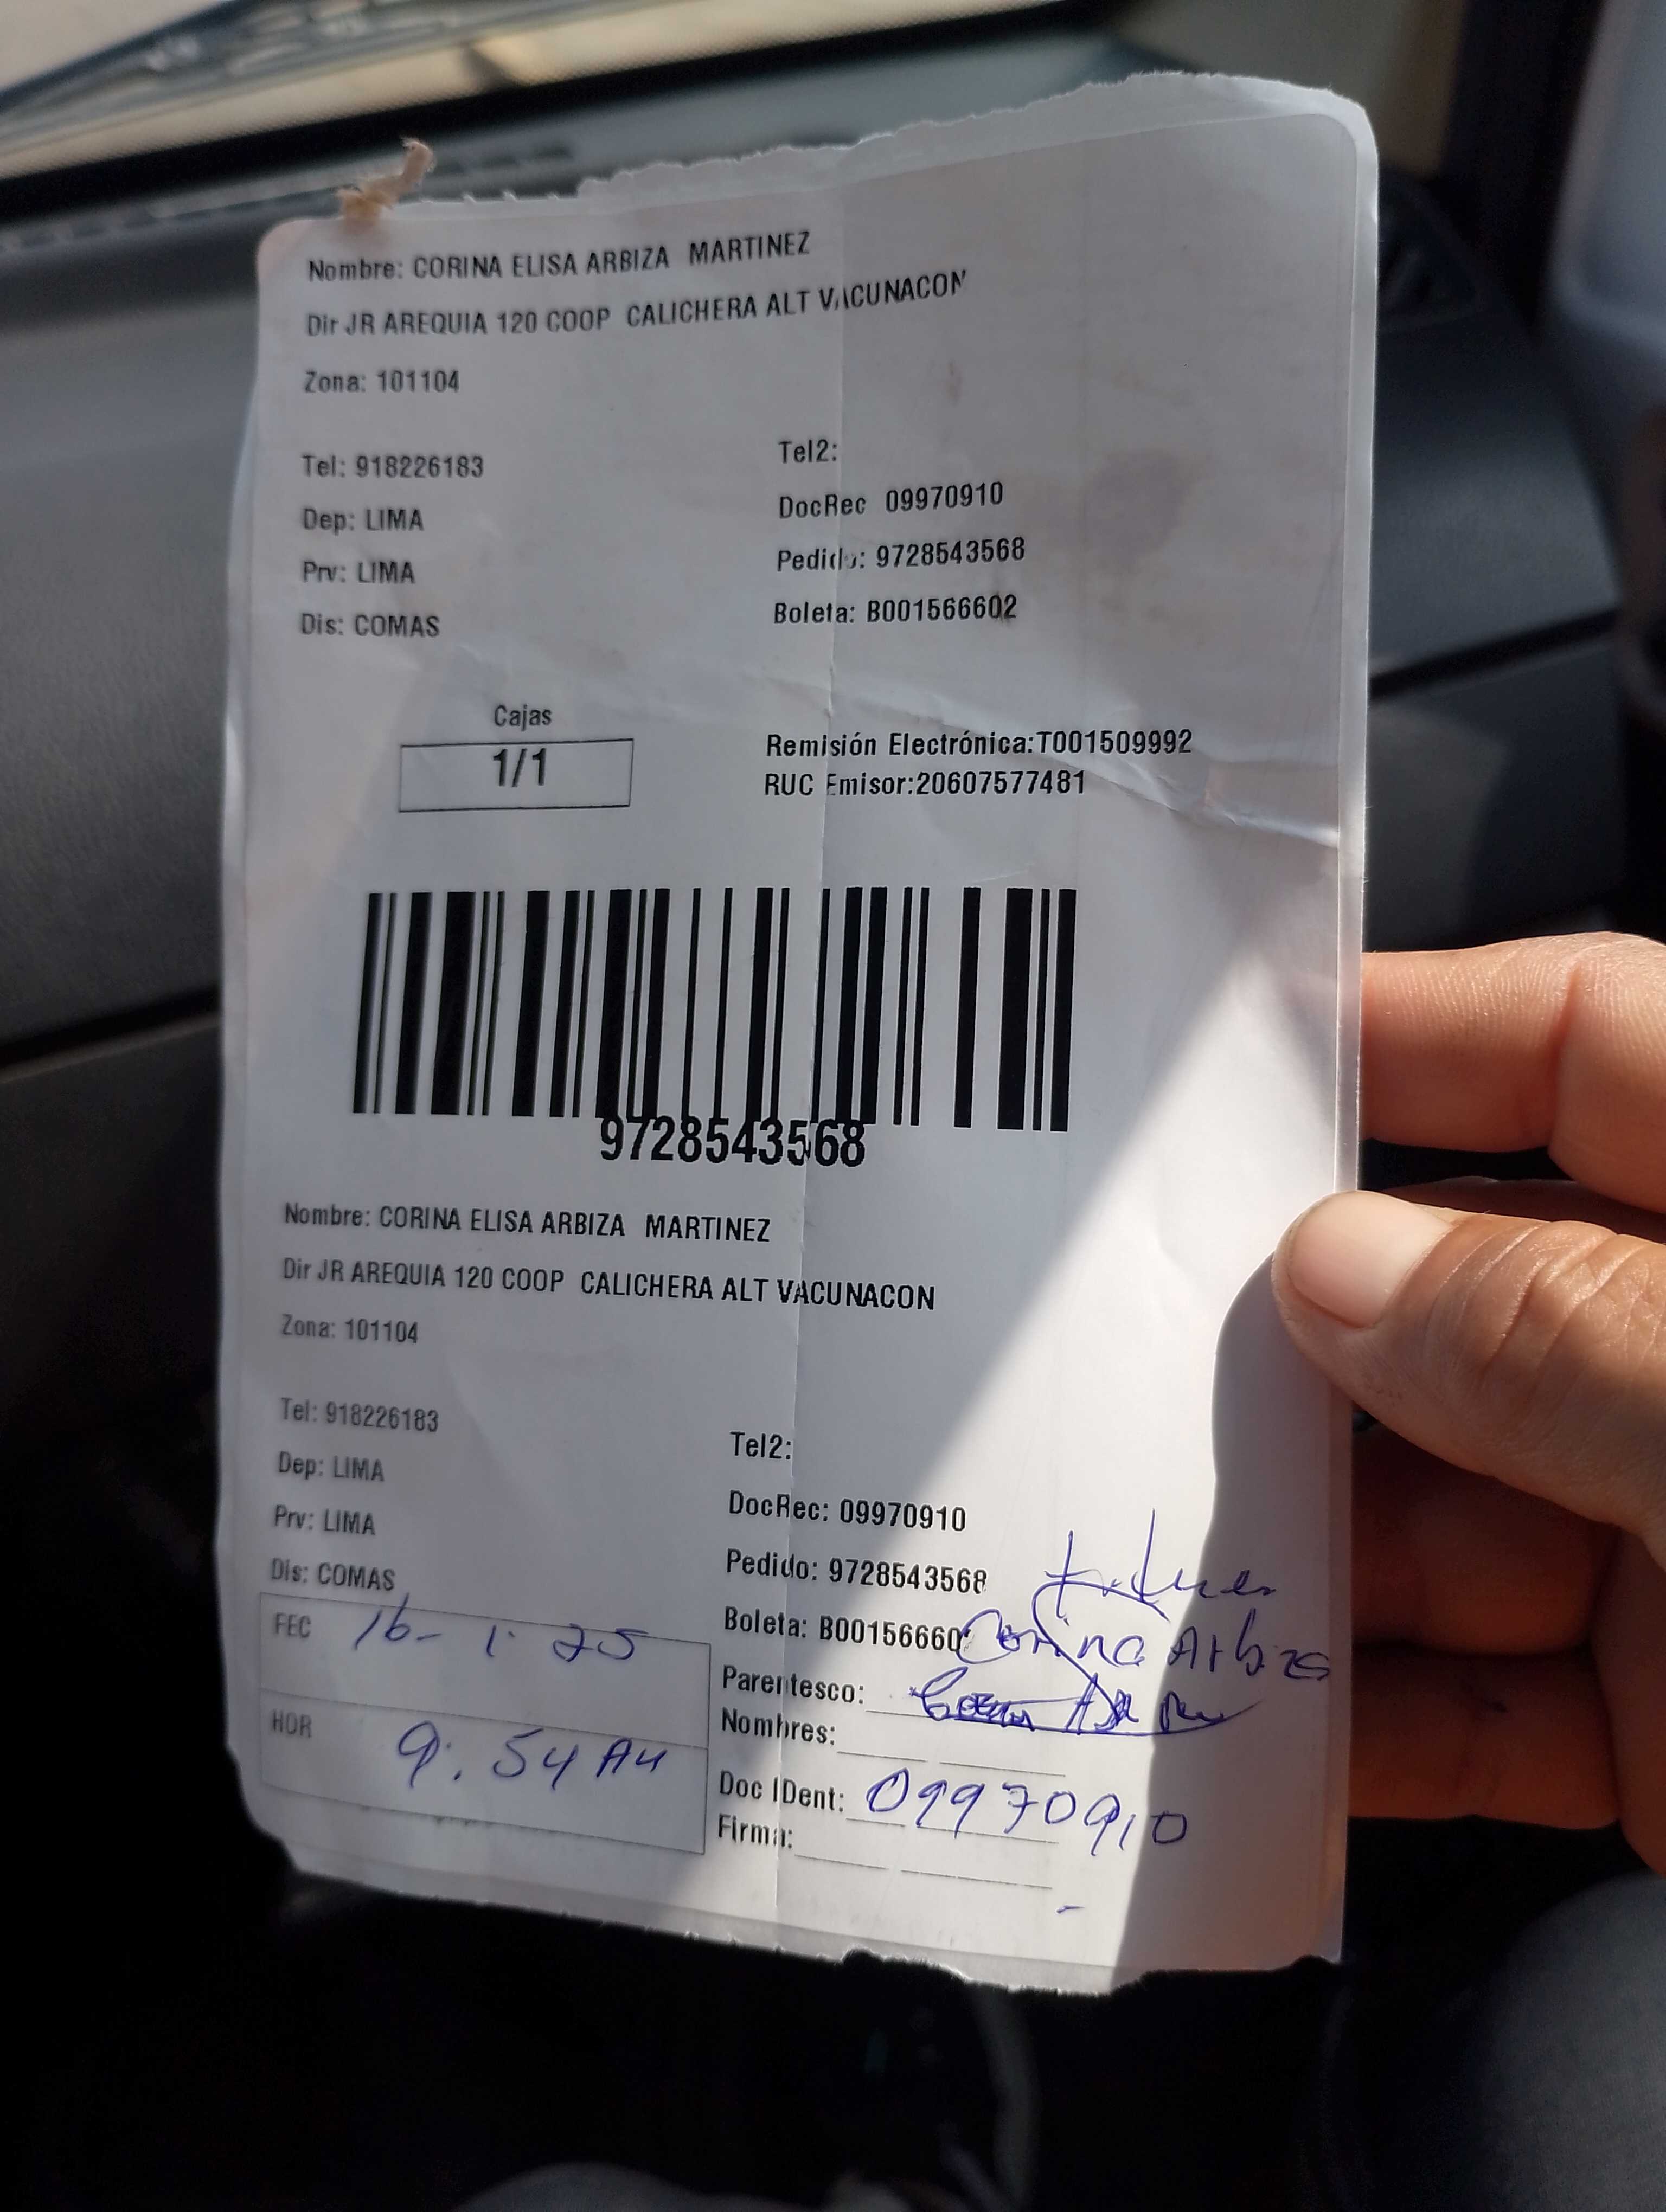 Nombre: CORINA ELISA ARBIZA MARTINEZ
Dir JR AREQUIA 120 COOP CALICHERA ALT VACUNACON
Zona: 101104
Tel: 918226183
Tel2:
Dep: LIMA
DocRec 09970910
Prv: LIMA
Pedido: 9728543568
Dis: COMAS
Boleta: B001566602
Cajas
1/1
Remisión Electrónica:T001509992
RUC Emisor:20607577481
9728543568
Nombre: CORINA ELISA ARBIZA MARTINEZ
Dir JR AREQUIA 120 COOP CALICHERA ALT VACUNACON
Zona: 101104
Tel: 918226183
Tel2:
Dep: LIMA
DocRec: 09970910
Prv: LIMA
Pedido: 9728543568
Dis: COMAS
Boleta: B00156660
Corina Arbiza
FEC 16-1-25
Parentesco:
Nombres:
HOR 9:54 AM
Doc IDent: 09970910
Firma: